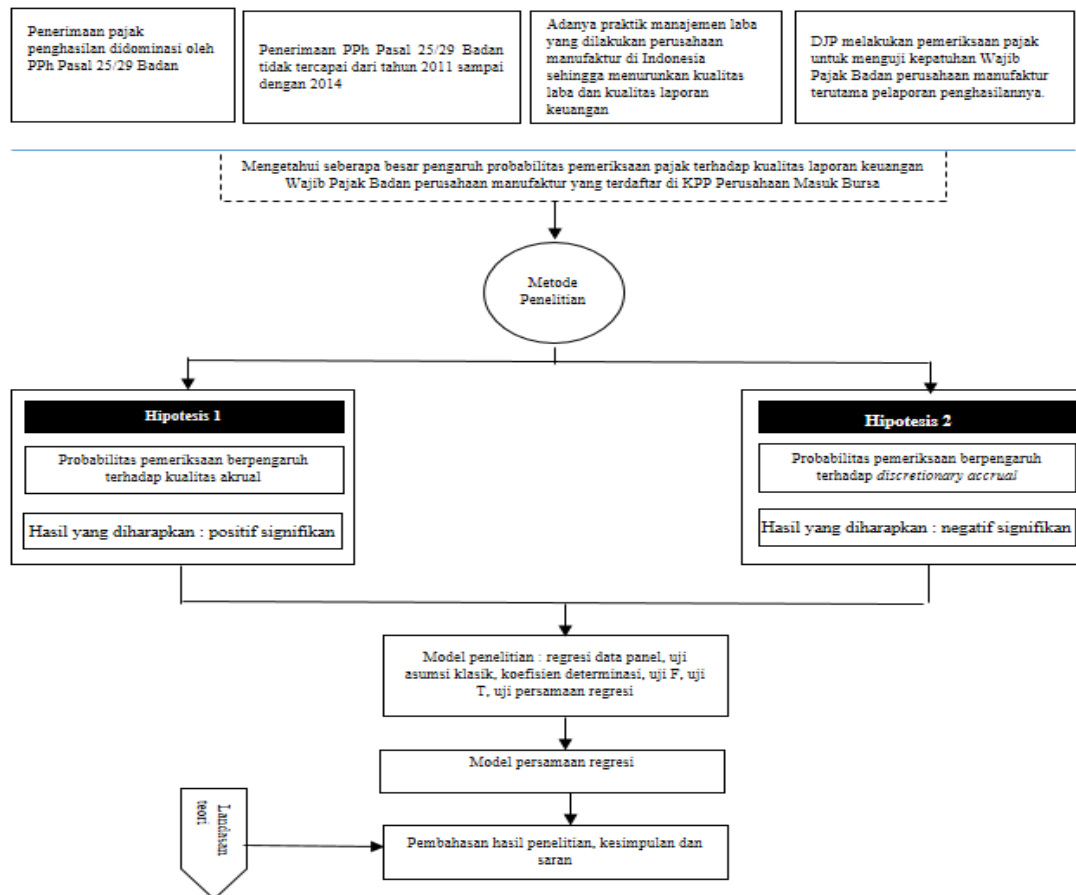 Penerimaan pajak
penghasilan didominasi oleh
PPh Pasal 25/29 Badan
Penerimaan PPh Pasal 25/29 Badan
tidak tercapai dari tahun 2011 sampai
dengan 2014
Adanya praktik manajemen laba
yang dilakukan perusahaan
manufaktur di Indonesia
sehingga menurunkan kualitas
laba dan kualitas laporan
keuangan
DJP melakukan pemeriksaan pajak
untuk menguji kepatuhan Wajib
Pajak Badan perusahaan manufaktur
terutama pelaporan penghasilannya.
Mengetahui seberapa besar pengaruh probabilitas pemeriksaan pajak terhadap kualitas laporan keuangan
Wajib Pajak Badan perusahaan manufaktur yang terdaftar di KPP Perusahaan Masuk Bursa
Metode
Penelitian
Hipotesis 1
Probabilitas pemeriksaan berpengaruh
terhadap kualitas akrual
Hasil yang diharapkan : positif signifikan
Hipotesis 2
Probabilitas pemeriksaan berpengaruh
terhadap discretionary accrual
Hasil yang diharapkan : negatif signifikan
Model penelitian : regresi data panel, uji
asumsi klasik, koefisien determinasi, uji F, uji
T, uji persamaan regresi
Model persamaan regresi
Landasan
teori
Pembahasan hasil penelitian, kesimpulan dan
saran